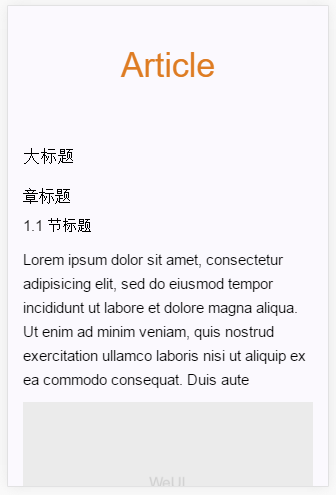 Article
大标题
章标题
1.1 节标题
Lorem ipsum dolor sit amet, consectetur
adipisicing elit, sed do eiusmod tempor
incididunt ut labore et dolore magna aliqua.
Ut enim ad minim veniam, quis nostrud
exercitation ullamco laboris nisi ut aliquip ex
ea commodo consequat. Duis aute
WeUI